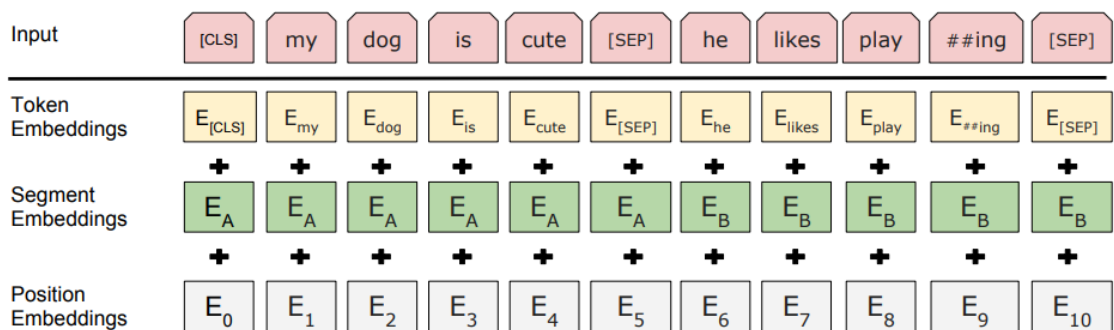 Input [CLS] my dog is cute [SEP] he likes play ##ing [SEP]
Token Embeddings E[CLS] Emy Edog Eis Ecute E[SEP] Ehe Elikes Eplay E##ing E[SEP]
+ + + + + + + + + + +
Segment Embeddings EA EA EA EA EA EA EB EB EB EB EB
+ + + + + + + + + + +
Position Embeddings E0 E1 E2 E3 E4 E5 E6 E7 E8 E9 E10